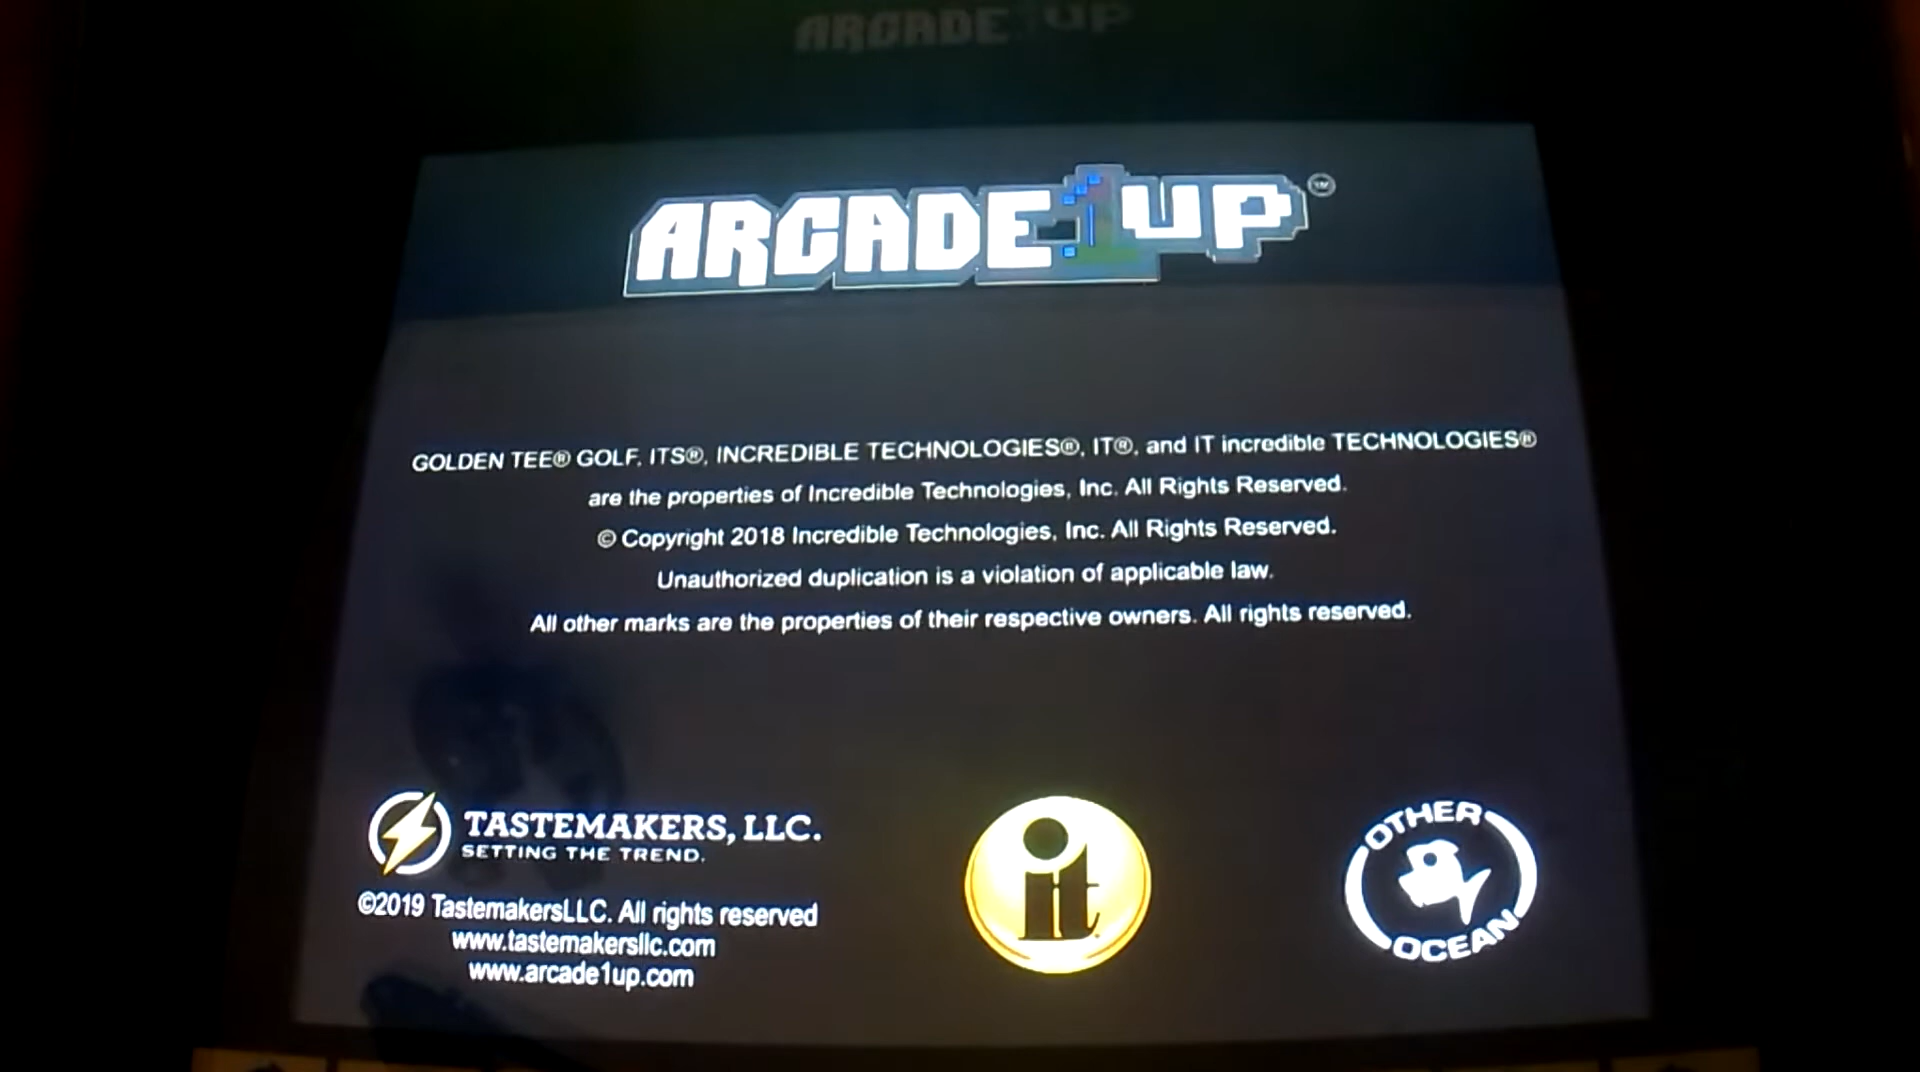 ARCADE1UP
ARCADE1UP™
GOLDEN TEE® GOLF, ITS®, INCREDIBLE TECHNOLOGIES®, IT®, and IT incredible TECHNOLOGIES®
are the properties of Incredible Technologies, Inc. All Rights Reserved.
© Copyright 2018 Incredible Technologies, Inc. All Rights Reserved.
Unauthorized duplication is a violation of applicable law.
All other marks are the properties of their respective owners. All rights reserved.
TASTEMAKERS, LLC.
SETTING THE TREND.
©2019 TastemakersLLC. All rights reserved
www.tastemakersllc.com
www.arcade1up.com
it
OTHER
OCEAN